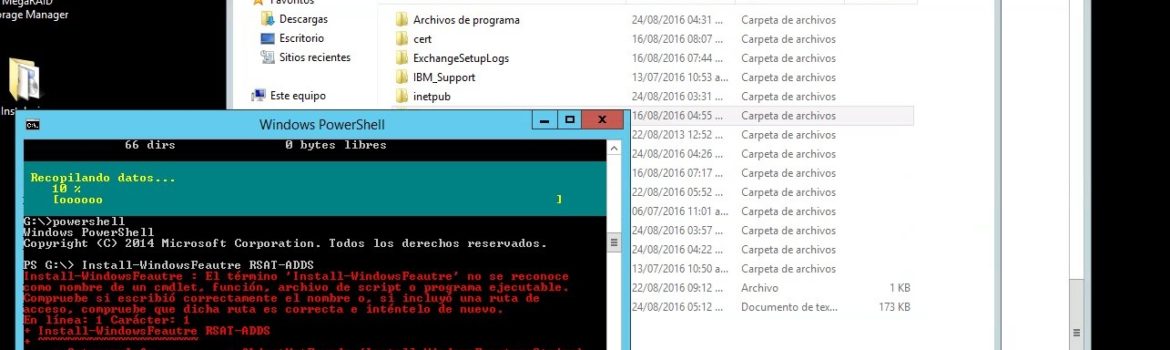 MegaRAID
orage Manager
Favoritos
Descargas
Escritorio
Sitios recientes
Este equipo
Archivos de programa 24/08/2016 04:31 ... Carpeta de archivos
cert 16/08/2016 08:07 ... Carpeta de archivos
ExchangeSetupLogs 16/08/2016 07:44 ... Carpeta de archivos
IBM_Support 13/07/2016 10:53 a... Carpeta de archivos
inetpub 24/08/2016 03:31 ... Carpeta de archivos
16/08/2016 04:55 ... Carpeta de archivos
22/08/2013 12:52 ... Carpeta de archivos
24/08/2016 04:26 ... Carpeta de archivos
16/08/2016 07:17 ... Carpeta de archivos
22/08/2016 05:52 ... Carpeta de archivos
06/07/2016 11:01 a... Carpeta de archivos
24/08/2016 03:57 ... Carpeta de archivos
24/08/2016 04:22 ... Carpeta de archivos
13/07/2016 10:50 a... Carpeta de archivos
22/08/2016 09:12 ... Archivo 1 KB
24/08/2016 05:12 ... Documento de tex... 173 KB
Windows PowerShell
66 dirs 0 bytes libres
Recopilando datos...
10 %
[oooooo ]
G:\>powershell
Windows PowerShell
Copyright (C) 2014 Microsoft Corporation. Todos los derechos reservados.
PS G:\> Install-WindowsFeautre RSAT-ADDS
Install-WindowsFeautre : El término 'Install-WindowsFeautre' no se reconoce
como nombre de un cmdlet, función, archivo de script o programa ejecutable.
Compruebe si escribió correctamente el nombre o, si incluyó una ruta de
acceso, compruebe que dicha ruta es correcta e inténtelo de nuevo.
En línea: 1 Carácter: 1
+ Install-WindowsFeautre RSAT-ADDS
+ ~~~~~~~~~~~~~~~~~~~~~~